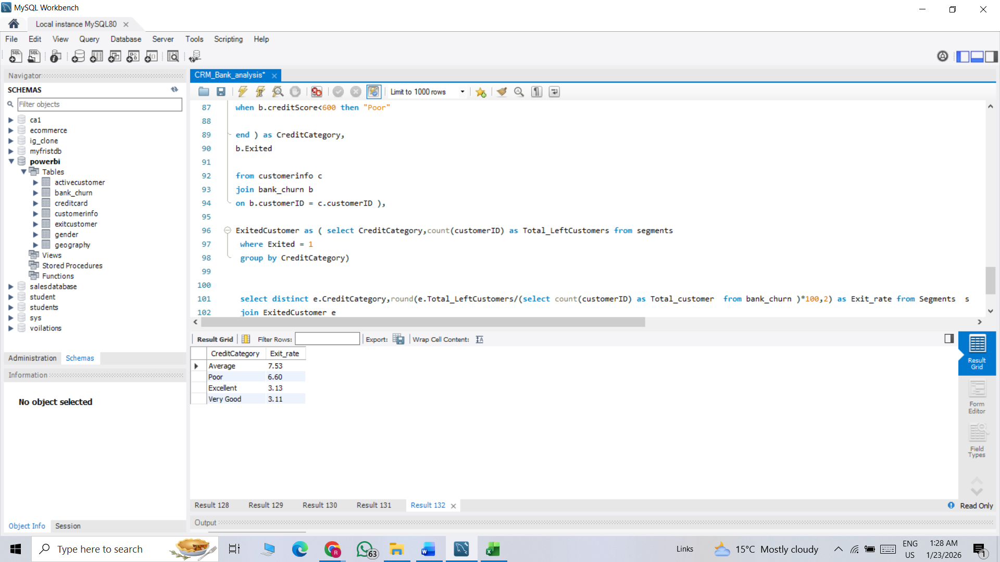 MySQL Workbench
Local instance MySQL80
File Edit View Query Database Server Tools Scripting Help
Navigator
SCHEMAS
Filter objects
ca1
ecommerce
ig_clone
myfristdb
powerbi
Tables
activecustomer
bank_churn
creditcard
customerinfo
exitcustomer
gender
geography
Views
Stored Procedures
Functions
salesdatabase
student
students
sys
voilations
Administration Schemas
Information
No object selected
Object Info Session
CRM_Bank_analysis*
Limit to 1000 rows
87 when b.creditScore<600 then "Poor"
88
89 end ) as CreditCategory,
90 b.Exited
91
92 from customerinfo c
93 join bank_churn b
94 on b.customerID = c.customerID ),
95
96 ExitedCustomer as ( select CreditCategory,count(customerID) as Total_LeftCustomers from segments
97 where Exited = 1
98 group by CreditCategory)
99
100
101 select distinct e.CreditCategory,round(e.Total_LeftCustomers/(select count(customerID) as Total_customer from bank_churn )*100,2) as Exit_rate from Segments s
102 join ExitedCustomer e
Result Grid Filter Rows: Export: Wrap Cell Content:
CreditCategory Exit_rate
Average 7.53
Poor 6.60
Excellent 3.13
Very Good 3.11
Result Grid
Form Editor
Field Types
Result 128 Result 129 Result 130 Result 131 Result 132
Read Only
Output
Type here to search
63
Links
15°C Mostly cloudy
ENG
US
1:28 AM
1/23/2026
1